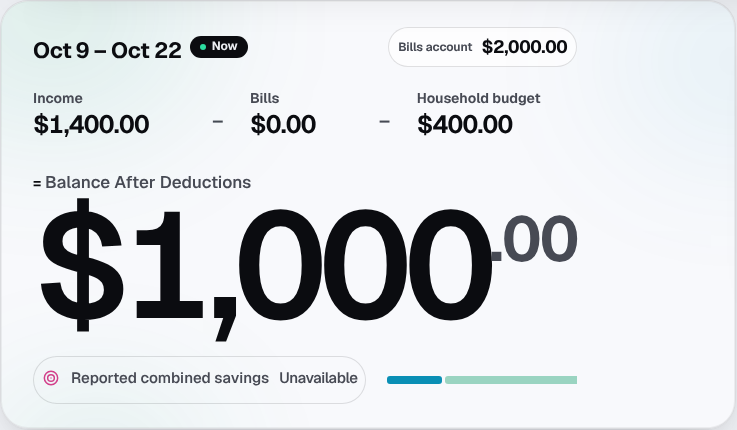 Oct 9 – Oct 22 Now Bills account $2,000.00
Income Bills Household budget
$1,400.00 – $0.00 – $400.00
= Balance After Deductions
$1,000.00
Reported combined savings Unavailable